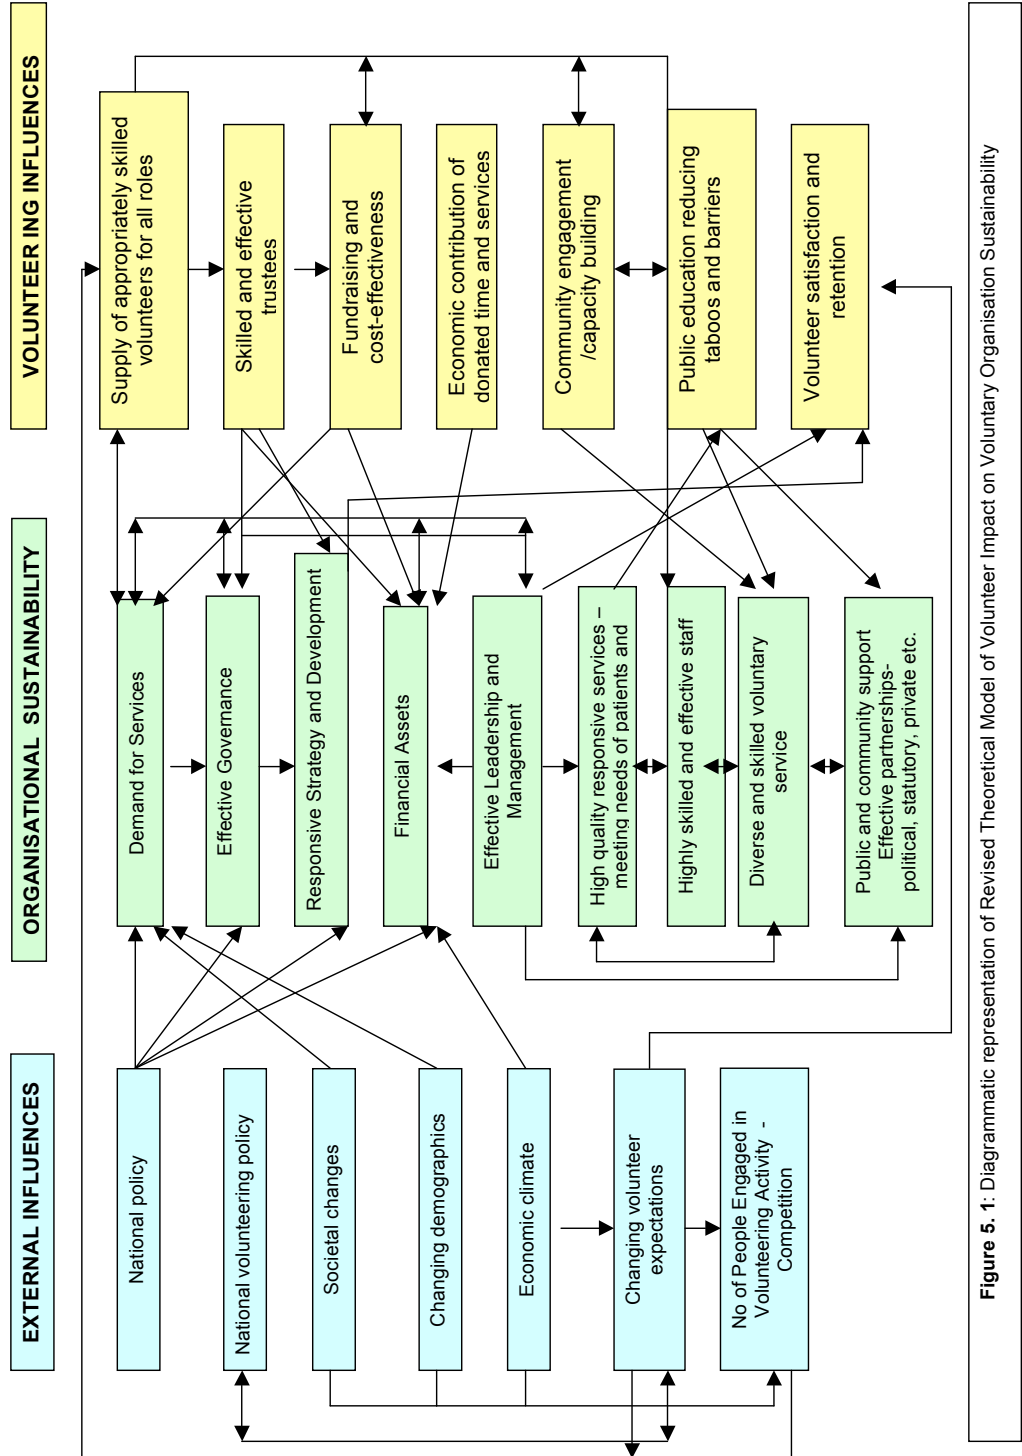 EXTERNAL INFLUENCES
National policy
National volunteering policy
Societal changes
Changing demographics
Economic climate
Changing volunteer
expectations
No of People Engaged in
Volunteering Activity -
Competition
ORGANISATIONAL SUSTAINABILITY
Demand for Services
Effective Governance
Responsive Strategy and Development
Financial Assets
Effective Leadership and
Management
High quality responsive services –
meeting needs of patients and
Highly skilled and effective staff
Diverse and skilled voluntary
service
Public and community support
Effective partnerships-
political, statutory, private etc.
VOLUNTEER ING INFLUENCES
Supply of appropriately skilled
volunteers for all roles
Skilled and effective
trustees
Fundraising and
cost-effectiveness
Economic contribution of
donated time and services
Community engagement
/capacity building
Public education reducing
taboos and barriers
Volunteer satisfaction and
retention
Figure 5. 1: Diagrammatic representation of Revised Theoretical Model of Volunteer Impact on Voluntary Organisation Sustainability